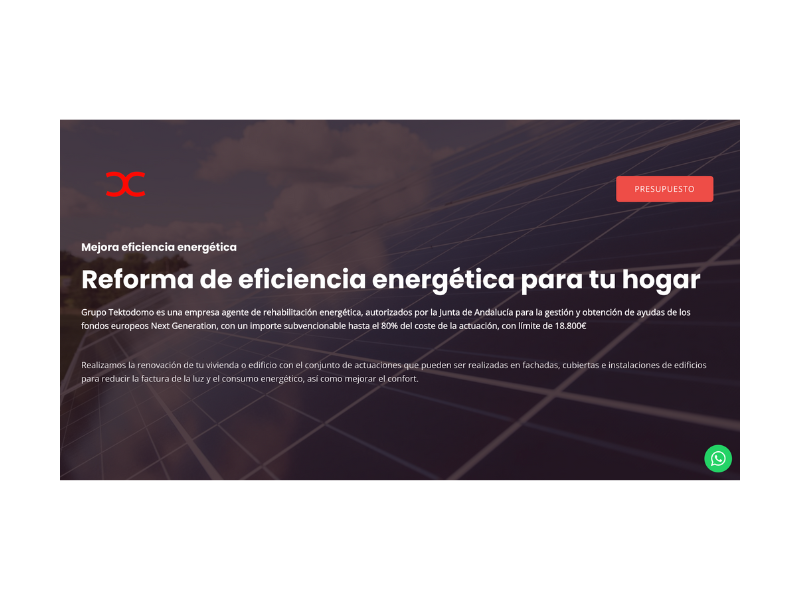 PRESUPUESTO
Mejora eficiencia energética
Reforma de eficiencia energética para tu hogar
Grupo Tektodomo es una empresa agente de rehabilitación energética, autorizados por la Junta de Andalucía para la gestión y obtención de ayudas de los
fondos europeos Next Generation, con un importe subvencionable hasta el 80% del coste de la actuación, con límite de 18.800€
Realizamos la renovación de tu vivienda o edificio con el conjunto de actuaciones que pueden ser realizadas en fachadas, cubiertas e instalaciones de edificios
para reducir la factura de la luz y el consumo energético, así como mejorar el confort.